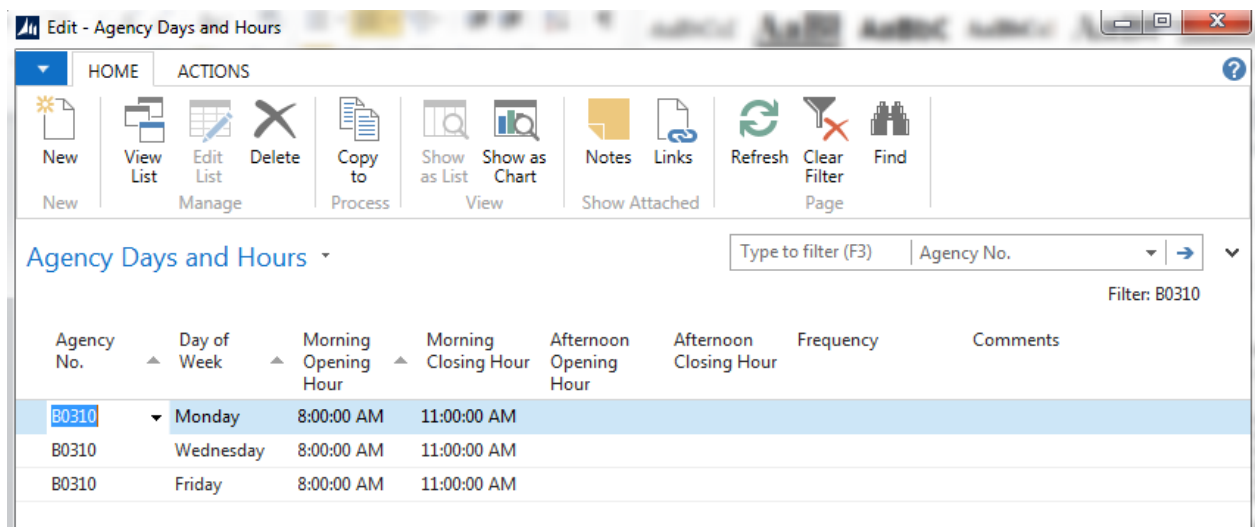 Edit - Agency Days and Hours
HOME ACTIONS
New View List Edit List Delete Copy to Show as List Show as Chart Notes Links Refresh Clear Filter Find
New Manage Process View Show Attached Page
Agency Days and Hours Type to filter (F3) Agency No.
Filter: B0310
Agency No. Day of Week Morning Opening Hour Morning Closing Hour Afternoon Opening Hour Afternoon Closing Hour Frequency Comments
B0310 Monday 8:00:00 AM 11:00:00 AM
B0310 Wednesday 8:00:00 AM 11:00:00 AM
B0310 Friday 8:00:00 AM 11:00:00 AM